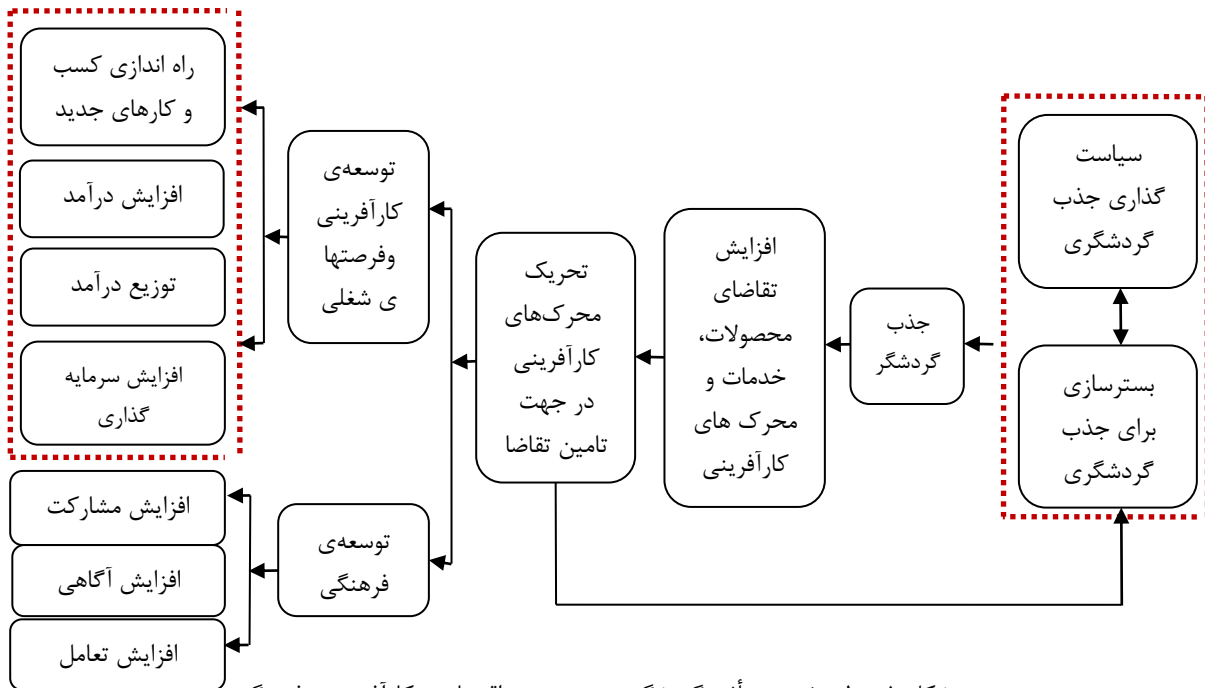 سیاست
گذاری جذب
گردشگری
بسترسازی
برای جذب
گردشگری
جذب
گردشگر
افزایش
تقاضای
محصولات،
خدمات و
محرک های
کارآفرینی
تحریک
محرک‌های
کارآفرینی
در جهت
تامین تقاضا
توسعه‌ی
کارآفرینی
وفرصتها
ی شغلی
راه اندازی کسب
و کارهای جدید
افزایش درآمد
توزیع درآمد
افزایش سرمایه
گذاری
توسعه‌ی
فرهنگی
افزایش مشارکت
افزایش آگاهی
افزایش تعامل